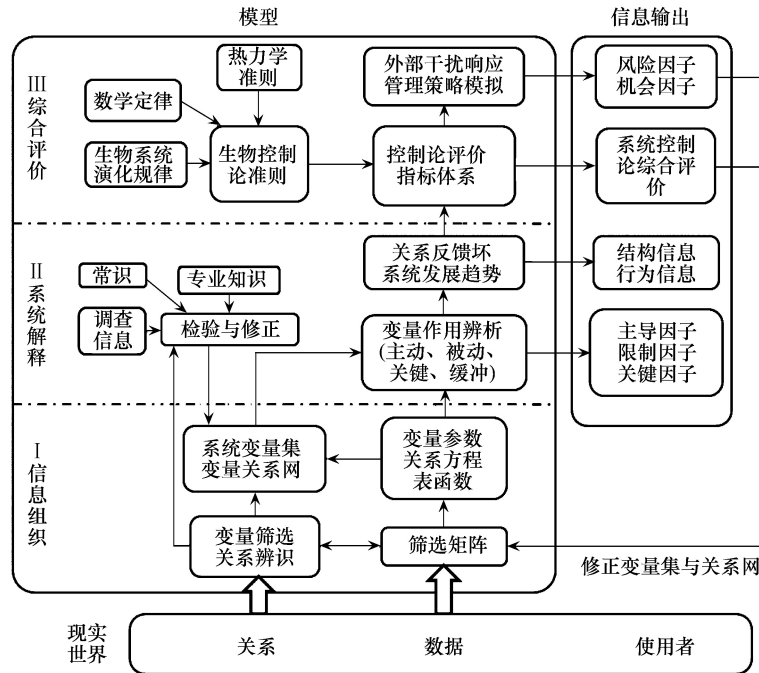 模型
信息输出
Ⅲ综合评价
热力学
准则
数学定律
生物系统
演化规律
生物控制
论准则
外部干扰响应
管理策略模拟
控制论评价
指标体系
风险因子
机会因子
系统控制
论综合评
价
Ⅱ系统解释
常识
专业知识
调查
信息
检验与修正
关系反馈坏
系统发展趋势
变量作用辨析
(主动、被动、
关键、缓冲)
结构信息
行为信息
主导因子
限制因子
关键因子
Ⅰ信息组织
系统变量集
变量关系网
变量参数
关系方程
表函数
变量筛选
关系辨识
筛选矩阵
修正变量集与关系网
现实
世界
关系
数据
使用者